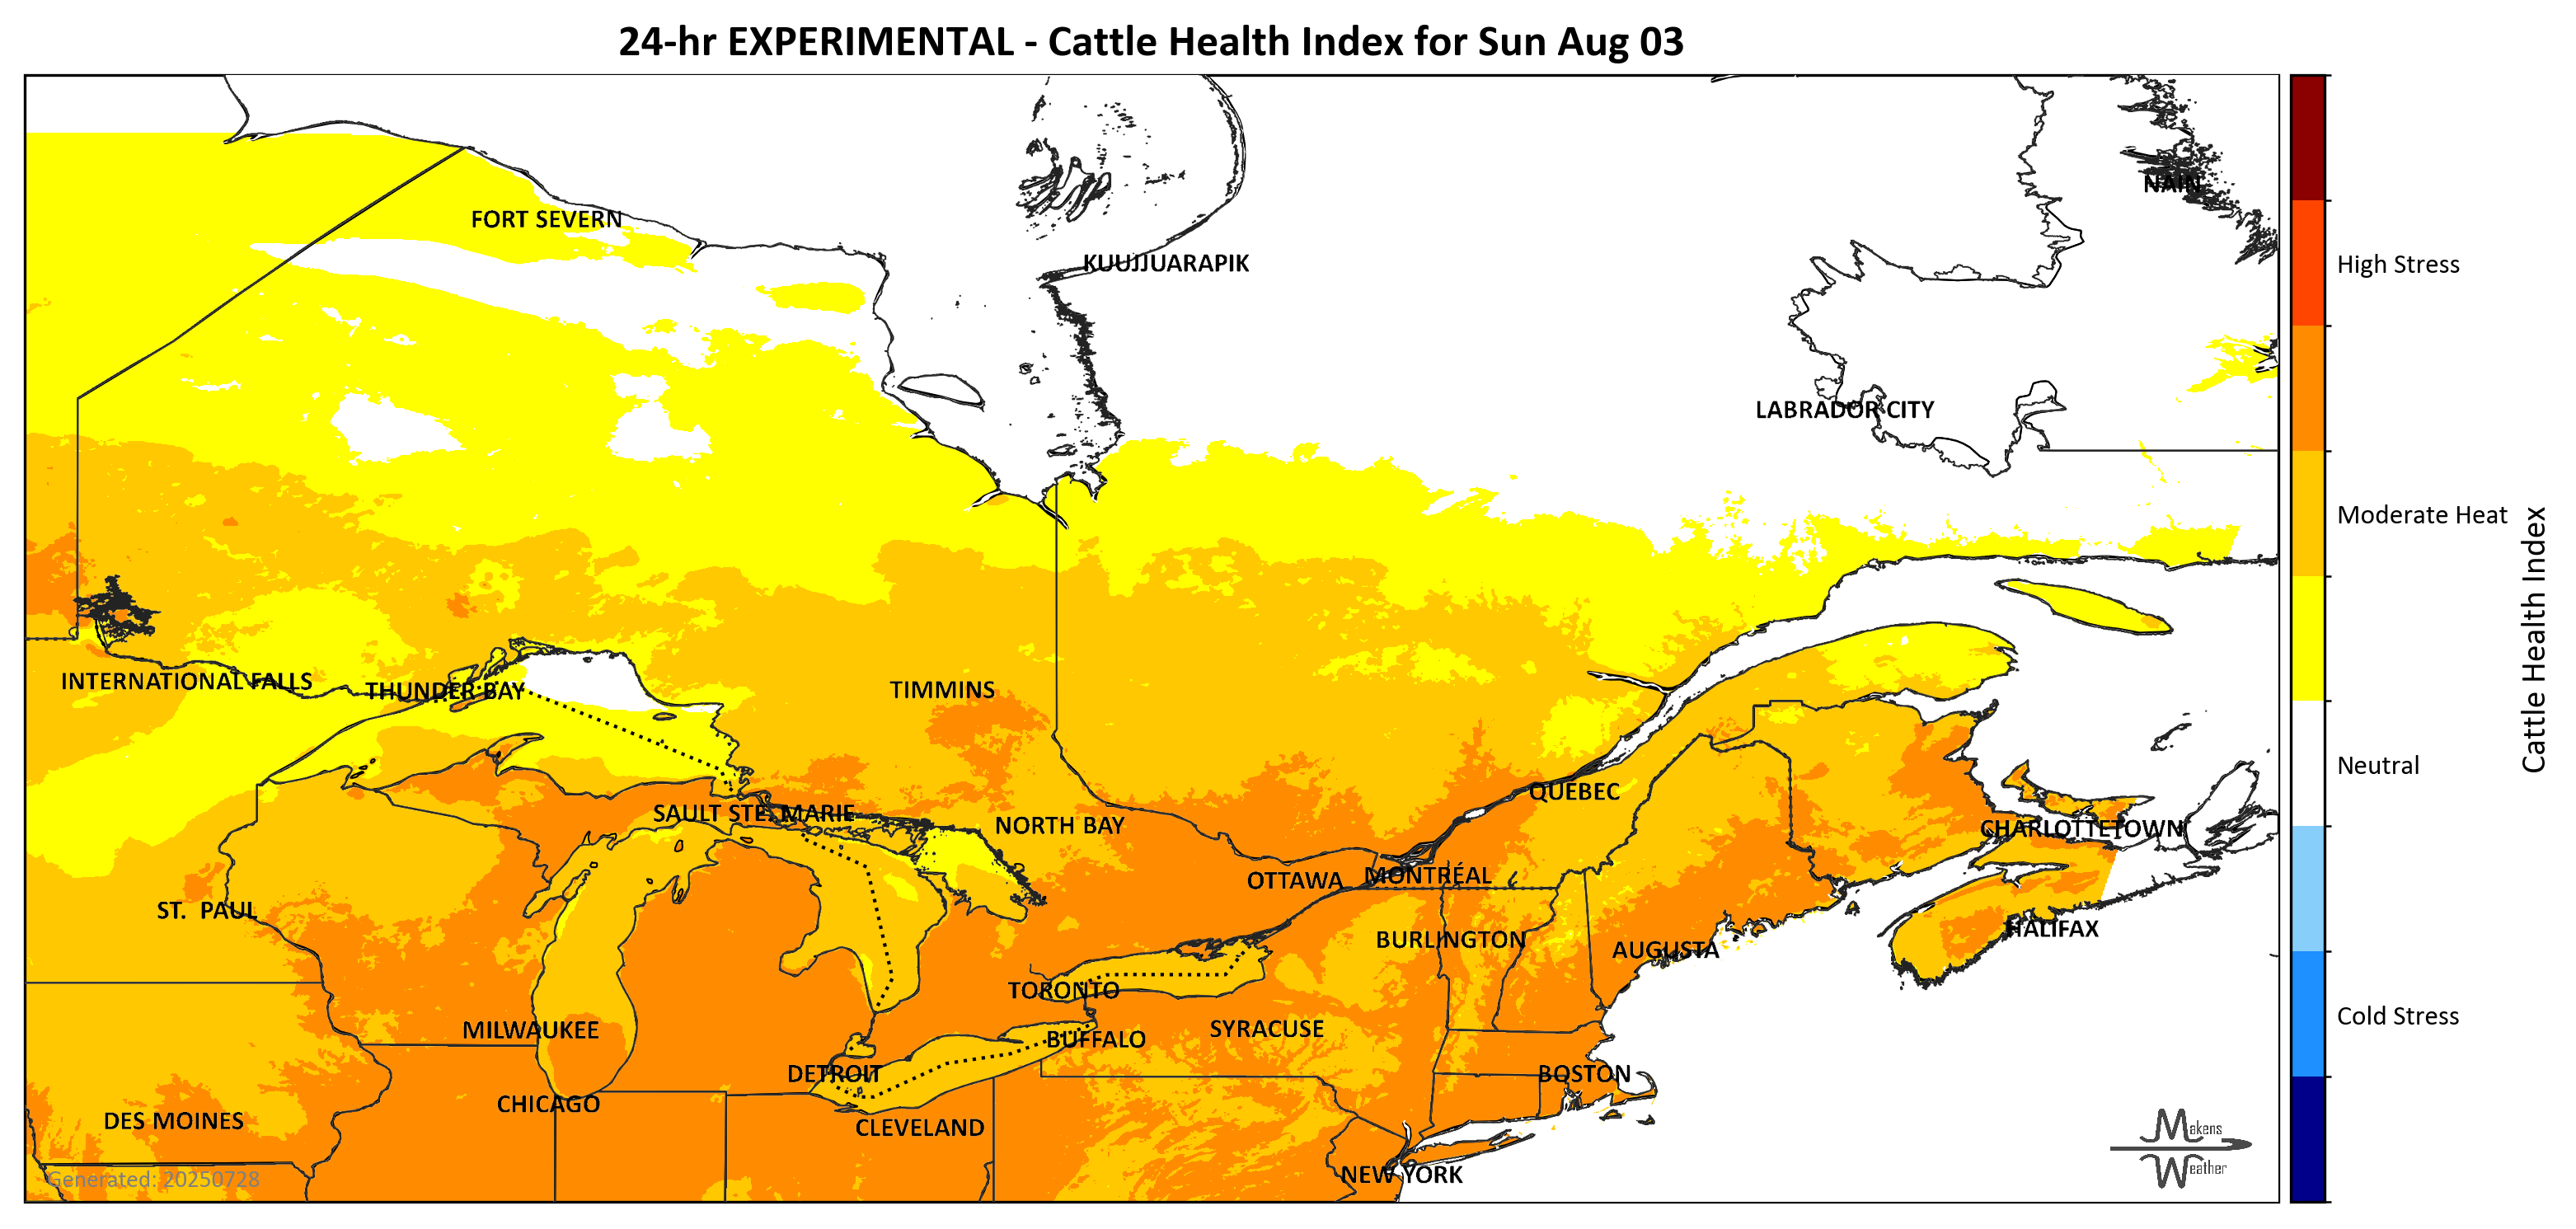 24-hr EXPERIMENTAL - Cattle Health Index for Sun Aug 03
NAIN
FORT SEVERN
KUUJJUARAPIK
High Stress
LABRADOR CITY
Moderate Heat
Cattle Health Index
INTERNATIONAL FALLS
THUNDER BAY
TIMMINS
Neutral
QUEBEC
SAULT STE. MARIE
NORTH BAY
CHARLOTTETOWN
OTTAWA
MONTRÉAL
ST. PAUL
HALIFAX
BURLINGTON
AUGUSTA
TORONTO
Cold Stress
MILWAUKEE
SYRACUSE
BUFFALO
DETROIT
BOSTON
CHICAGO
DES MOINES
CLEVELAND
Makens
Weather
NEW YORK
Generated: 20250728